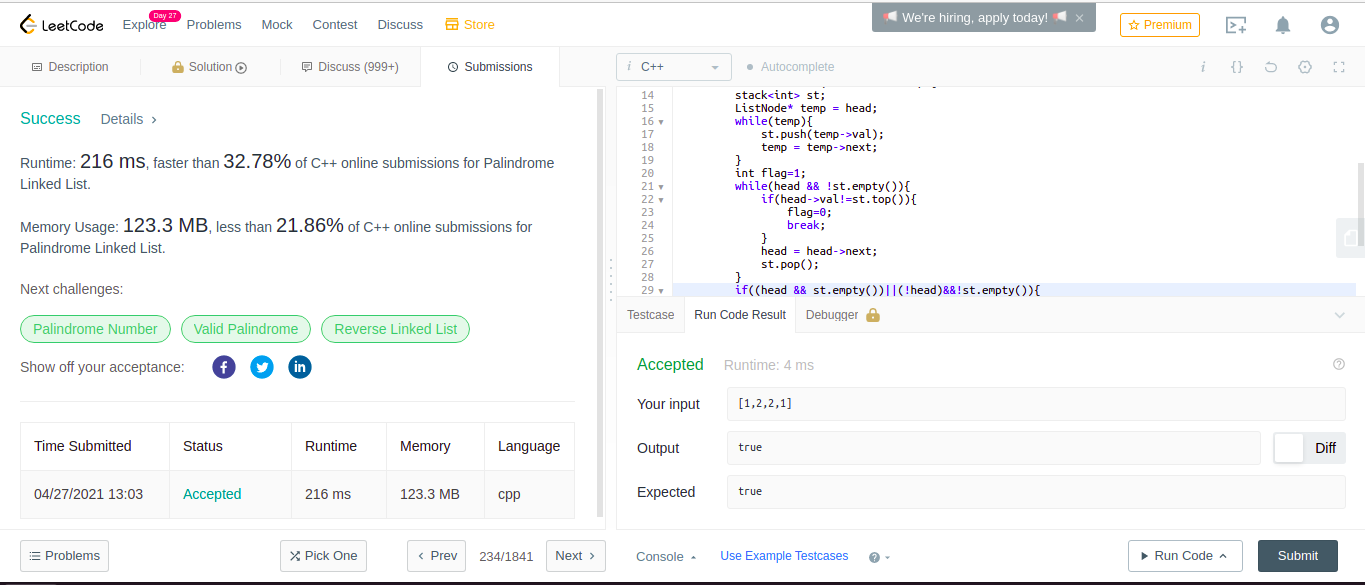 LeetCode
Explore
Day 27
Problems
Mock
Contest
Discuss
Store
We're hiring, apply today!
Premium
Description
Solution
Discuss (999+)
Submissions
i C++
Autocomplete
Success
Details
Runtime: 216 ms, faster than 32.78% of C++ online submissions for Palindrome
Linked List.
Memory Usage: 123.3 MB, less than 21.86% of C++ online submissions for
Palindrome Linked List.
Next challenges:
Palindrome Number
Valid Palindrome
Reverse Linked List
Show off your acceptance:
Time Submitted Status Runtime Memory Language
04/27/2021 13:03 Accepted 216 ms 123.3 MB cpp
Problems
Pick One
Prev
234/1841
Next
14 stack<int> st;
15 ListNode* temp = head;
16 while(temp){
17 st.push(temp->val);
18 temp = temp->next;
19 }
20 int flag=1;
21 while(head && !st.empty()){
22 if(head->val!=st.top()){
23 flag=0;
24 break;
25 }
26 head = head->next;
27 st.pop();
28 }
29 if((head && st.empty())||(!head)&&!st.empty()){
Testcase
Run Code Result
Debugger
Accepted
Runtime: 4 ms
Your input
[1,2,2,1]
Output
true
Diff
Expected
true
Console
Use Example Testcases
Run Code
Submit